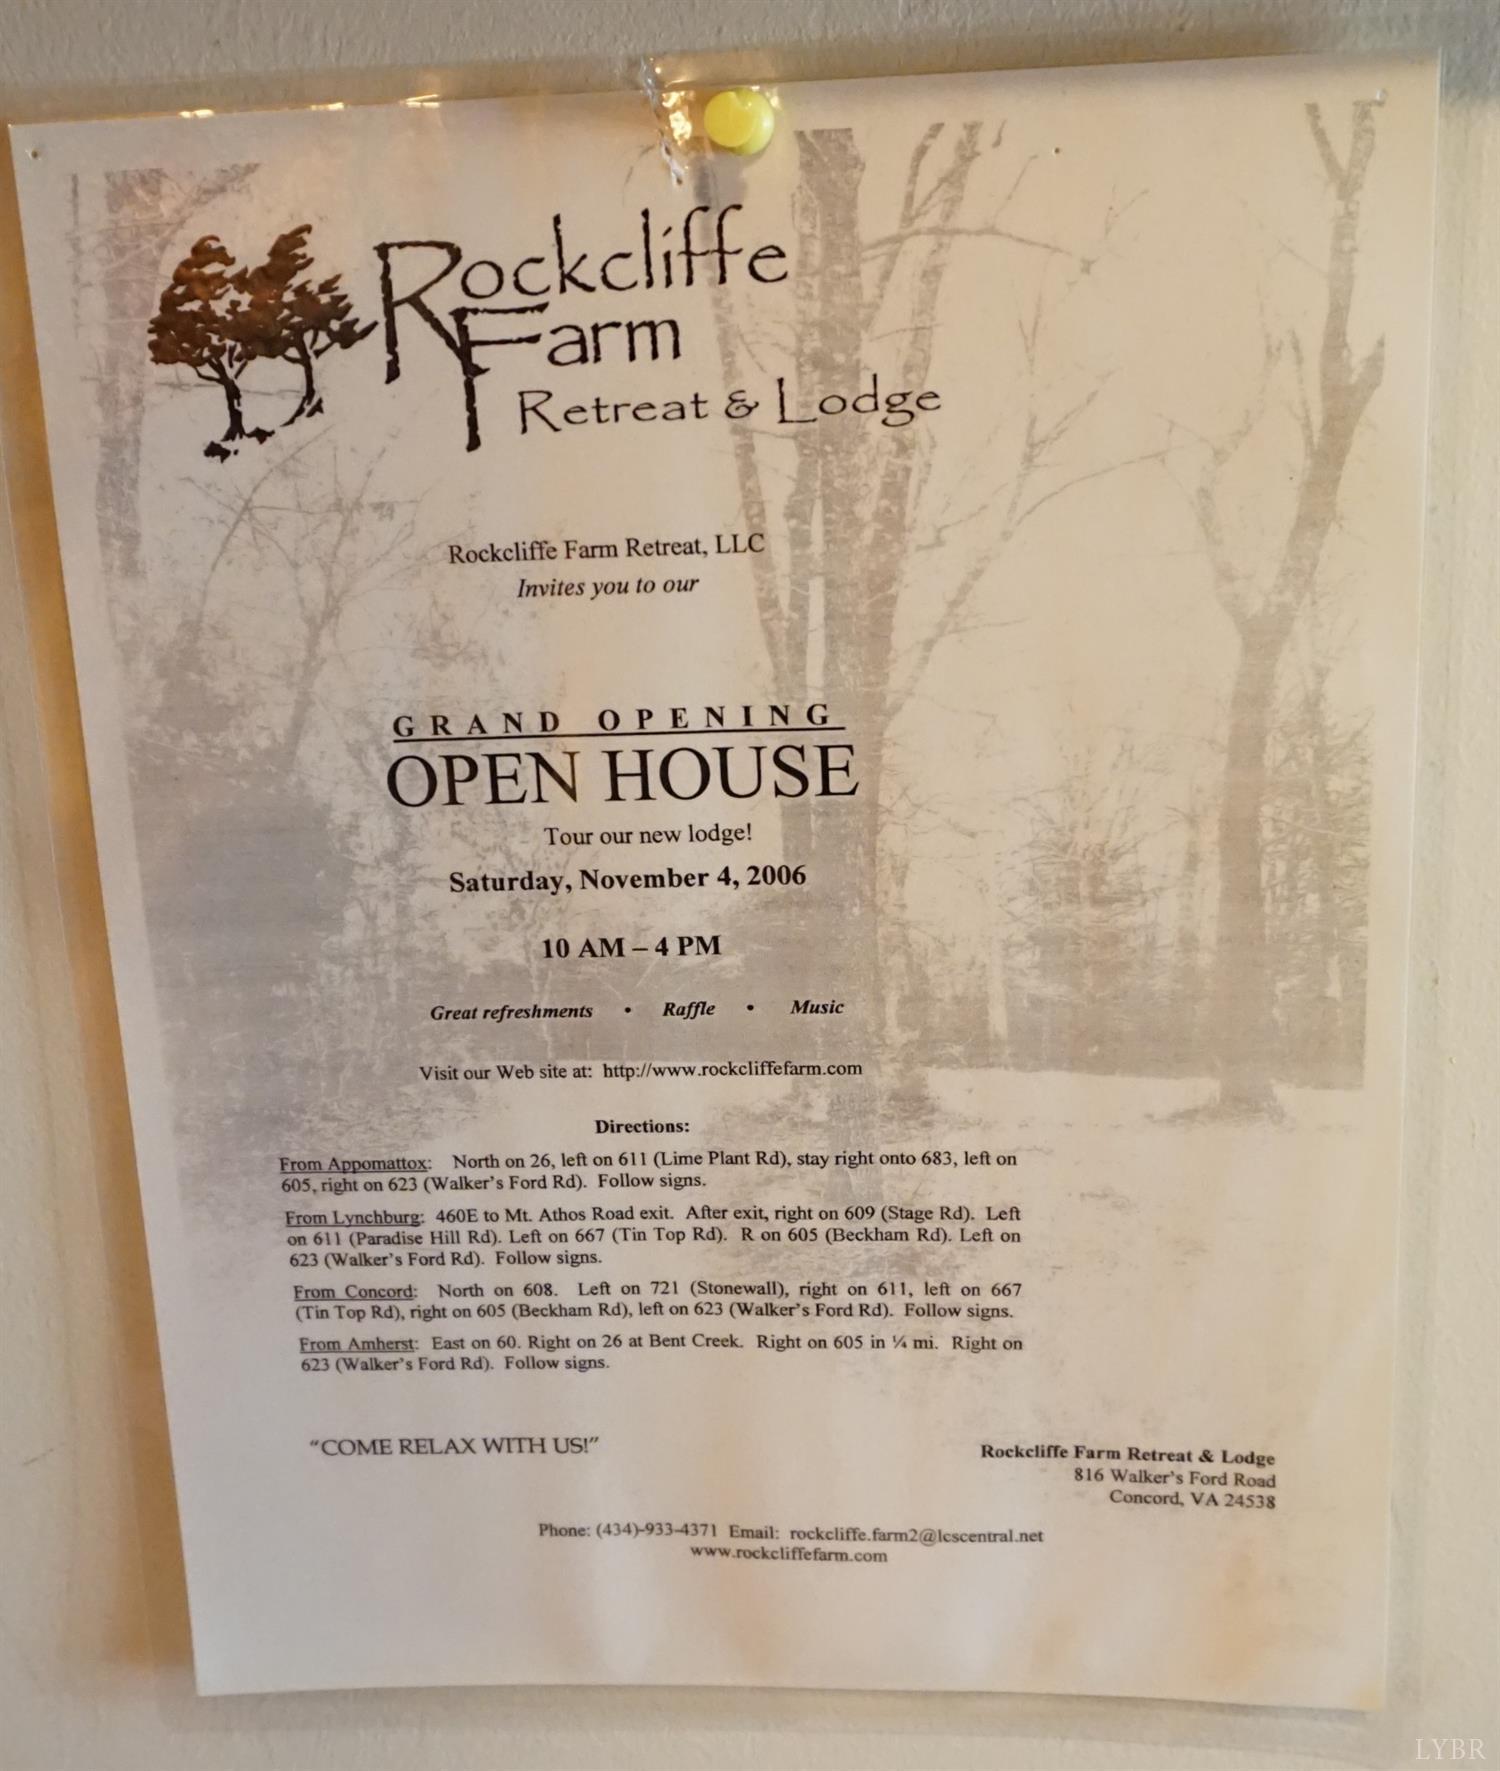 Rockcliffe
Farm
Retreat & Lodge
Rockcliffe Farm Retreat, LLC
Invites you to our
GRAND OPENING
OPEN HOUSE
Tour our new lodge!
Saturday, November 4, 2006
10 AM – 4 PM
Great refreshments • Raffle • Music
Visit our Web site at: http://www.rockcliffefarm.com
Directions:
From Appomattox: North on 26, left on 611 (Lime Plant Rd), stay right onto 683, left on
605, right on 623 (Walker's Ford Rd). Follow signs.
From Lynchburg: 460E to Mt. Athos Road exit. After exit, right on 609 (Stage Rd). Left
on 611 (Paradise Hill Rd). Left on 667 (Tin Top Rd). R on 605 (Beckham Rd). Left on
623 (Walker's Ford Rd). Follow signs.
From Concord: North on 608. Left on 721 (Stonewall), right on 611, left on 667
(Tin Top Rd), right on 605 (Beckham Rd), left on 623 (Walker's Ford Rd). Follow signs.
From Amherst: East on 60. Right on 26 at Bent Creek. Right on 605 in ¼ mi. Right on
623 (Walker's Ford Rd). Follow signs.
"COME RELAX WITH US!"
Rockcliffe Farm Retreat & Lodge
816 Walker's Ford Road
Concord, VA 24538
Phone: (434)-933-4371 Email: rockcliffe.farm2@lcscentral.net
www.rockcliffefarm.com
LYBR